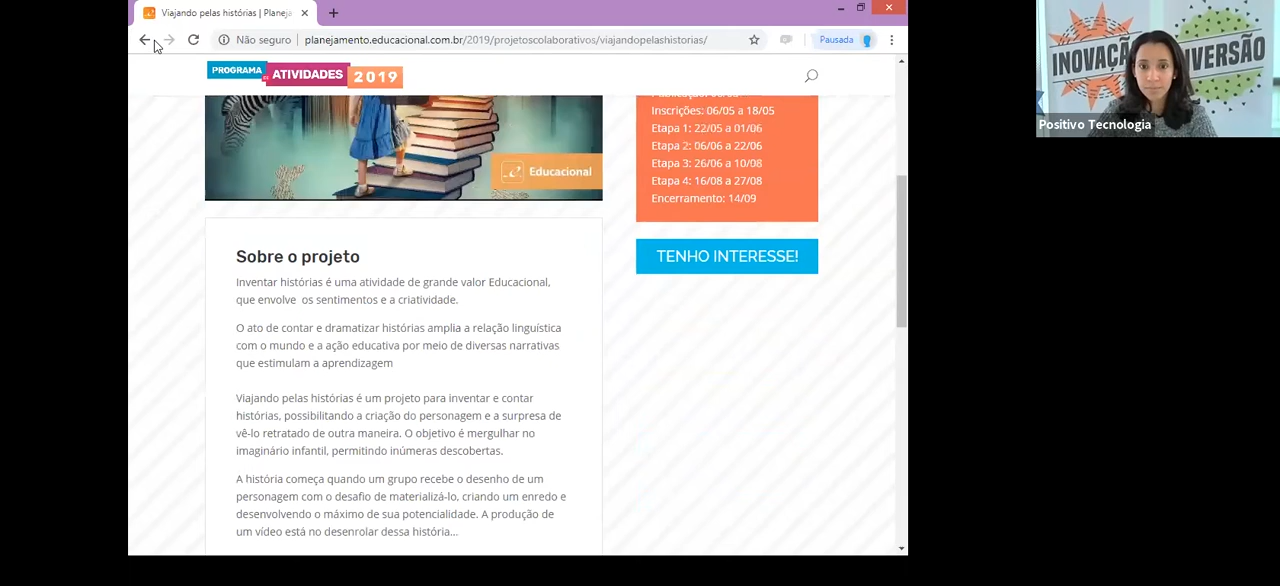 Viajando pelas histórias | Planeja
Não seguro
planejamento.educacional.com.br/2019/projetoscolaborativos/viajandopelashistorias/
Pausada
PROGRAMA
ATIVIDADES
2019
Educacional
Inscrições: 06/05 a 18/05
Etapa 1: 22/05 a 01/06
Etapa 2: 06/06 a 22/06
Etapa 3: 26/06 a 10/08
Etapa 4: 16/08 a 27/08
Encerramento: 14/09
TENHO INTERESSE!
Sobre o projeto
Inventar histórias é uma atividade de grande valor Educacional,
que envolve os sentimentos e a criatividade.
O ato de contar e dramatizar histórias amplia a relação linguística
com o mundo e a ação educativa por meio de diversas narrativas
que estimulam a aprendizagem
Viajando pelas histórias é um projeto para inventar e contar
histórias, possibilitando a criação do personagem e a surpresa de
vê-lo retratado de outra maneira. O objetivo é mergulhar no
imaginário infantil, permitindo inúmeras descobertas.
A história começa quando um grupo recebe o desenho de um
personagem com o desafio de materializá-lo, criando um enredo e
desenvolvendo o máximo de sua potencialidade. A produção de
um vídeo está no desenrolar dessa história...
INOVAÇÃO
DIVERSÃO
Positivo Tecnologia